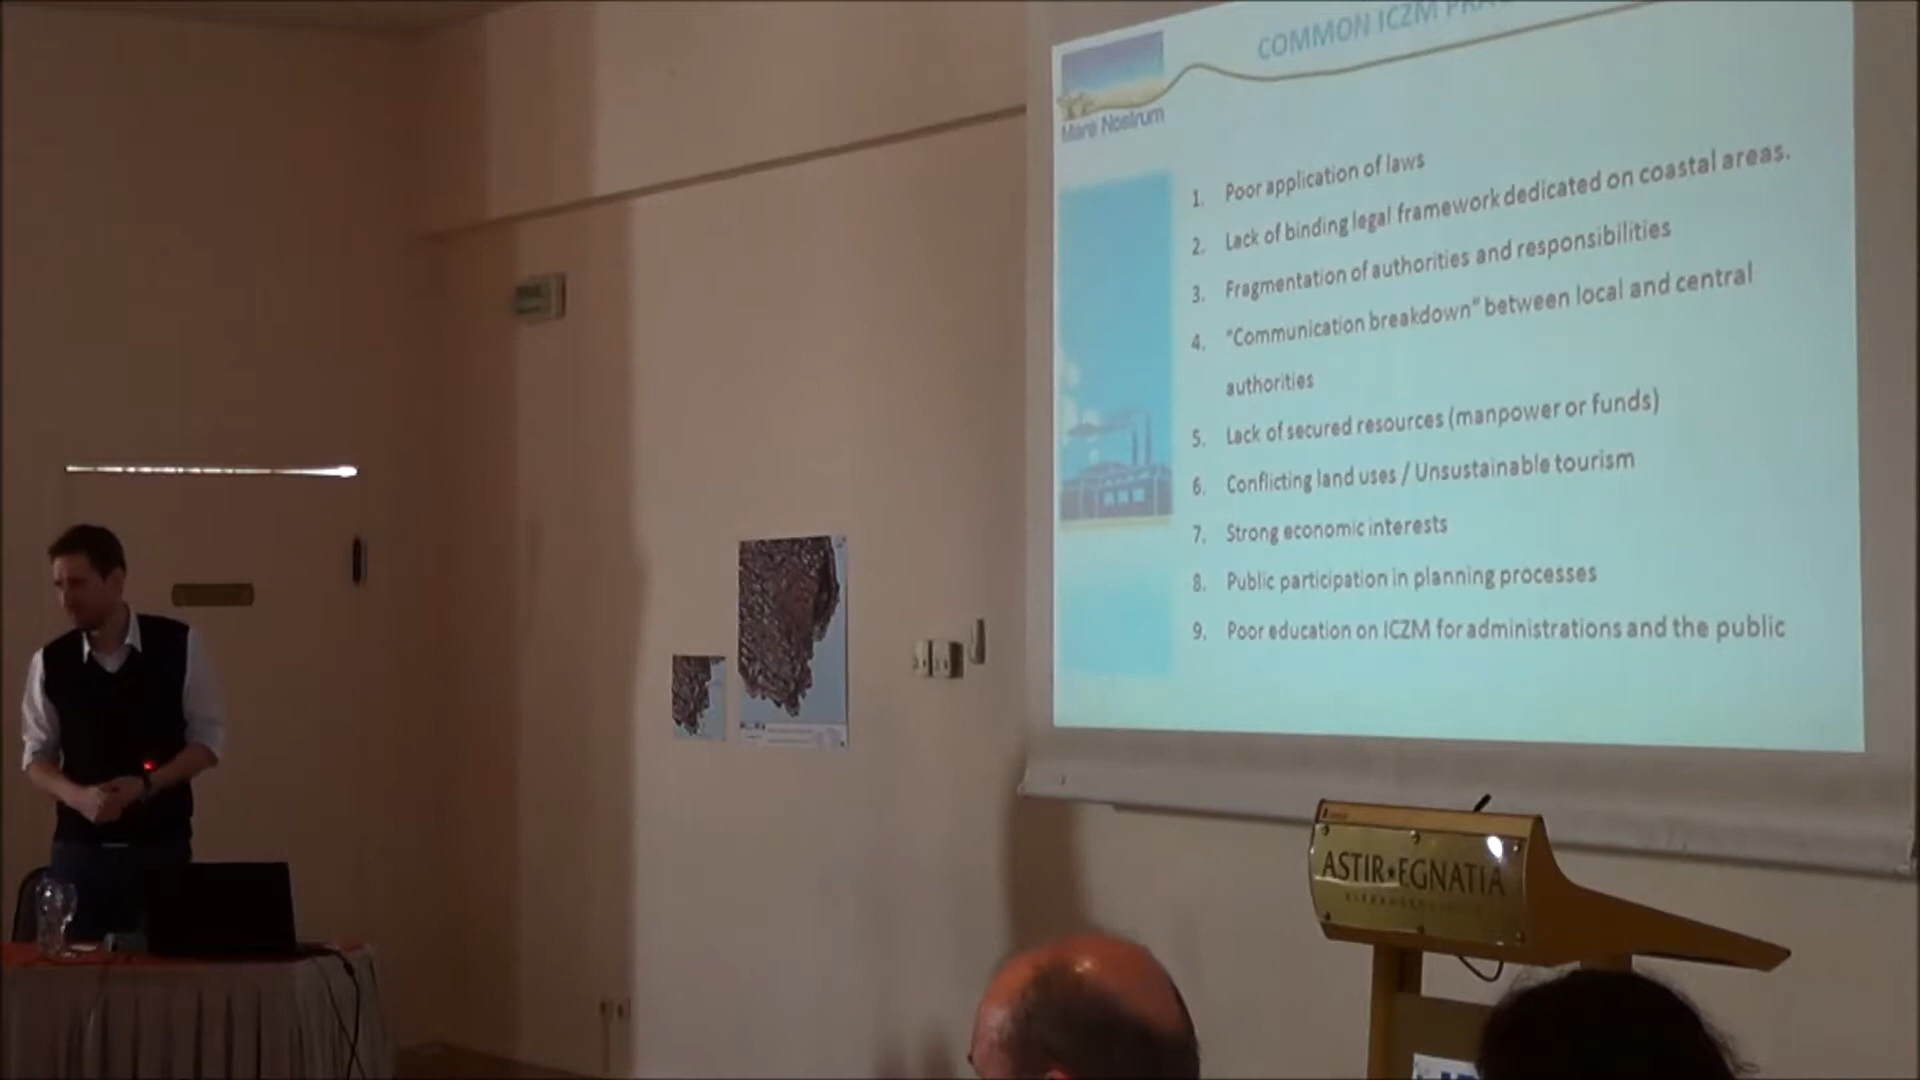 COMMON ICZM
Mare Nostrum
1. Poor application of laws
2. Lack of binding legal framework dedicated on coastal areas.
3. Fragmentation of authorities and responsibilities
4. "Communication breakdown" between local and central
authorities
5. Lack of secured resources (manpower or funds)
6. Conflicting land uses / Unsustainable tourism
7. Strong economic interests
8. Public participation in planning processes
9. Poor education on ICZM for administrations and the public
ASTIR★EGNATIA